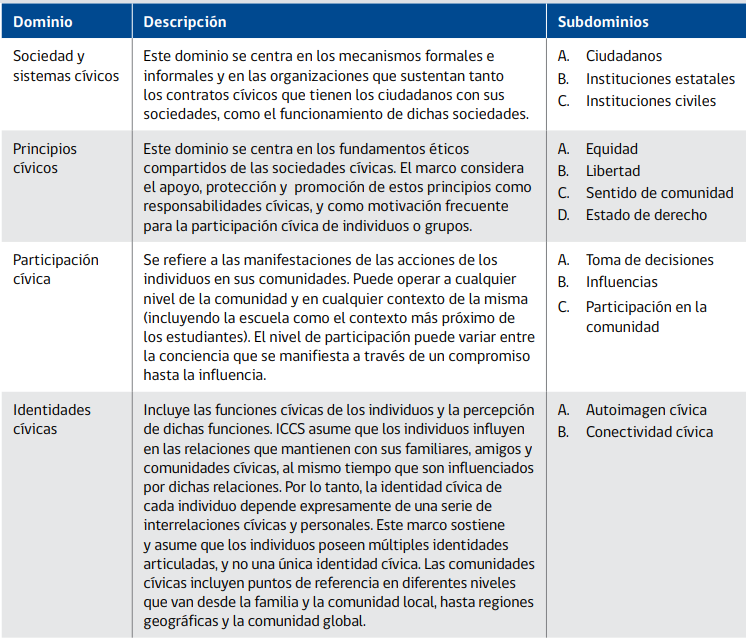 Dominio
Descripción
Subdominios
Sociedad y
sistemas cívicos
Este dominio se centra en los mecanismos formales e
informales y en las organizaciones que sustentan tanto
los contratos cívicos que tienen los ciudadanos con sus
sociedades, como el funcionamiento de dichas sociedades.
A. Ciudadanos
B. Instituciones estatales
C. Instituciones civiles
Principios
cívicos
Este dominio se centra en los fundamentos éticos
compartidos de las sociedades cívicas. El marco considera
el apoyo, protección y promoción de estos principios como
responsabilidades cívicas, y como motivación frecuente
para la participación cívica de individuos o grupos.
A. Equidad
B. Libertad
C. Sentido de comunidad
D. Estado de derecho
Participación
cívica
Se refiere a las manifestaciones de las acciones de los
individuos en sus comunidades. Puede operar a cualquier
nivel de la comunidad y en cualquier contexto de la misma
(incluyendo la escuela como el contexto más próximo de
los estudiantes). El nivel de participación puede variar entre
la conciencia que se manifiesta a través de un compromiso
hasta la influencia.
A. Toma de decisiones
B. Influencias
C. Participación en la
comunidad
Identidades
cívicas
Incluye las funciones cívicas de los individuos y la percepción
de dichas funciones. ICCS asume que los individuos influyen
en las relaciones que mantienen con sus familiares, amigos y
comunidades cívicas, al mismo tiempo que son influenciados
por dichas relaciones. Por lo tanto, la identidad cívica de
cada individuo depende expresamente de una serie de
interrelaciones cívicas y personales. Este marco sostiene
y asume que los individuos poseen múltiples identidades
articuladas, y no una única identidad cívica. Las comunidades
cívicas incluyen puntos de referencia en diferentes niveles
que van desde la familia y la comunidad local, hasta regiones
geográficas y la comunidad global.
A. Autoimagen cívica
B. Conectividad cívica